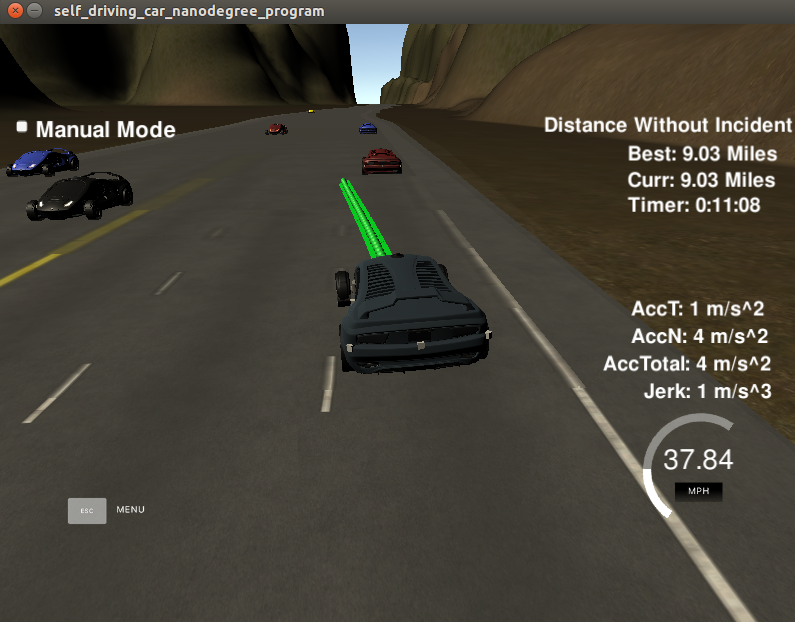 self_driving_car_nanodegree_program
Manual Mode
Distance Without Incident
Best: 9.03 Miles
Curr: 9.03 Miles
Timer: 0:11:08
AccT: 1 m/s^2
AccN: 4 m/s^2
AccTotal: 4 m/s^2
Jerk: 1 m/s^3
37.84
MPH
ESC MENU